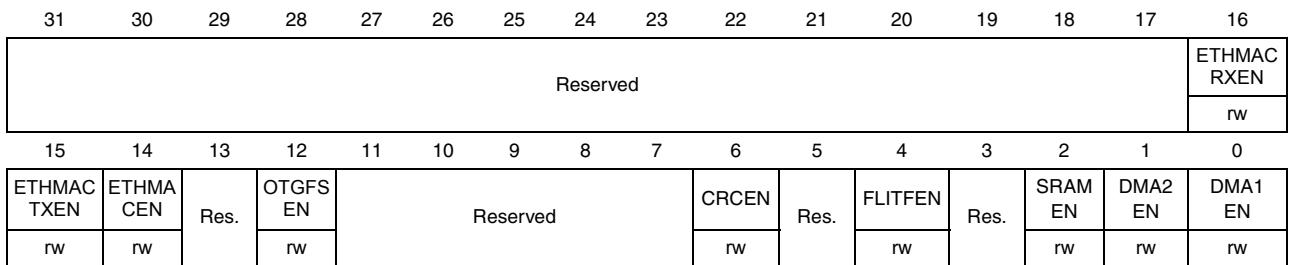 31 30 29 28 27 26 25 24 23 22 21 20 19 18 17 16
Reserved
ETHMAC
RXEN
rw
15 14 13 12 11 10 9 8 7 6 5 4 3 2 1 0
ETHMAC
TXEN
ETHMA
CEN
Res.
OTGFS
EN
Reserved
CRCEN
Res.
FLITFEN
Res.
SRAM
EN
DMA2
EN
DMA1
EN
rw rw rw rw rw rw rw rw